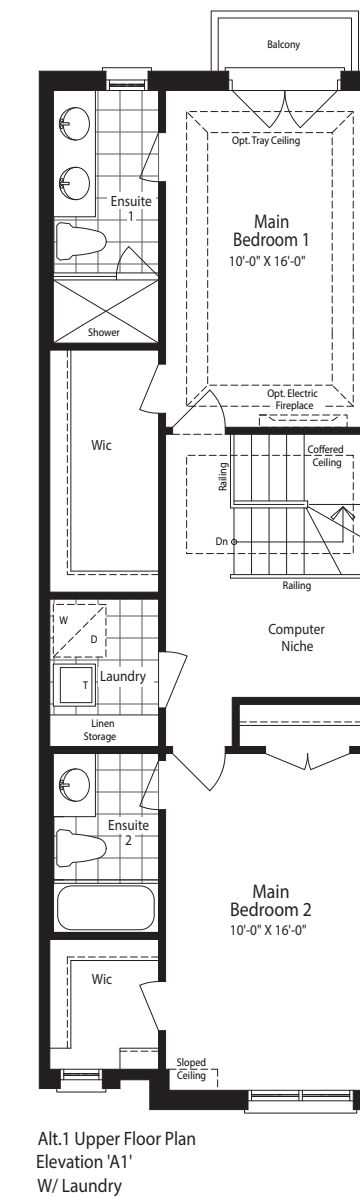 Balcony
Opt. Tray Ceiling
Ensuite
1
Main
Bedroom 1
10'-0" X 16'-0"
Shower
Opt. Electric
Fireplace
Wic
Railing
Coffered
Ceiling
Dn
Railing
W
D
Computer
Niche
T
Laundry
Linen
Storage
Ensuite
2
Main
Bedroom 2
10'-0" X 16'-0"
Wic
Sloped
Ceiling
Alt.1 Upper Floor Plan
Elevation 'A1'
W/ Laundry